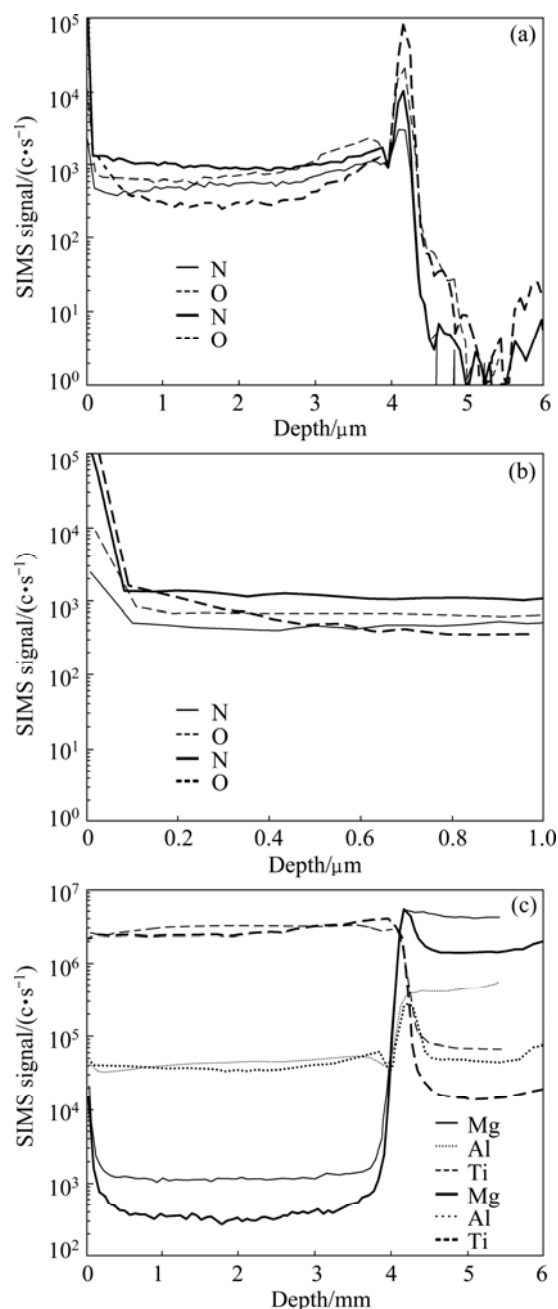 (a)
SIMS signal/(c•s⁻¹)
10⁵
10⁴
10³
10²
10¹
10⁰
N
O
N
O
0 1 2 3 4 5 6
Depth/μm
(b)
SIMS signal/(c•s⁻¹)
10⁵
10⁴
10³
10²
10¹
10⁰
N
O
N
O
0 0.2 0.4 0.6 0.8 1.0
Depth/μm
(c)
SIMS signal/(c•s⁻¹)
10⁷
10⁶
10⁵
10⁴
10³
10²
Mg
Al
Ti
Mg
Al
Ti
0 1 2 3 4 5 6
Depth/mm